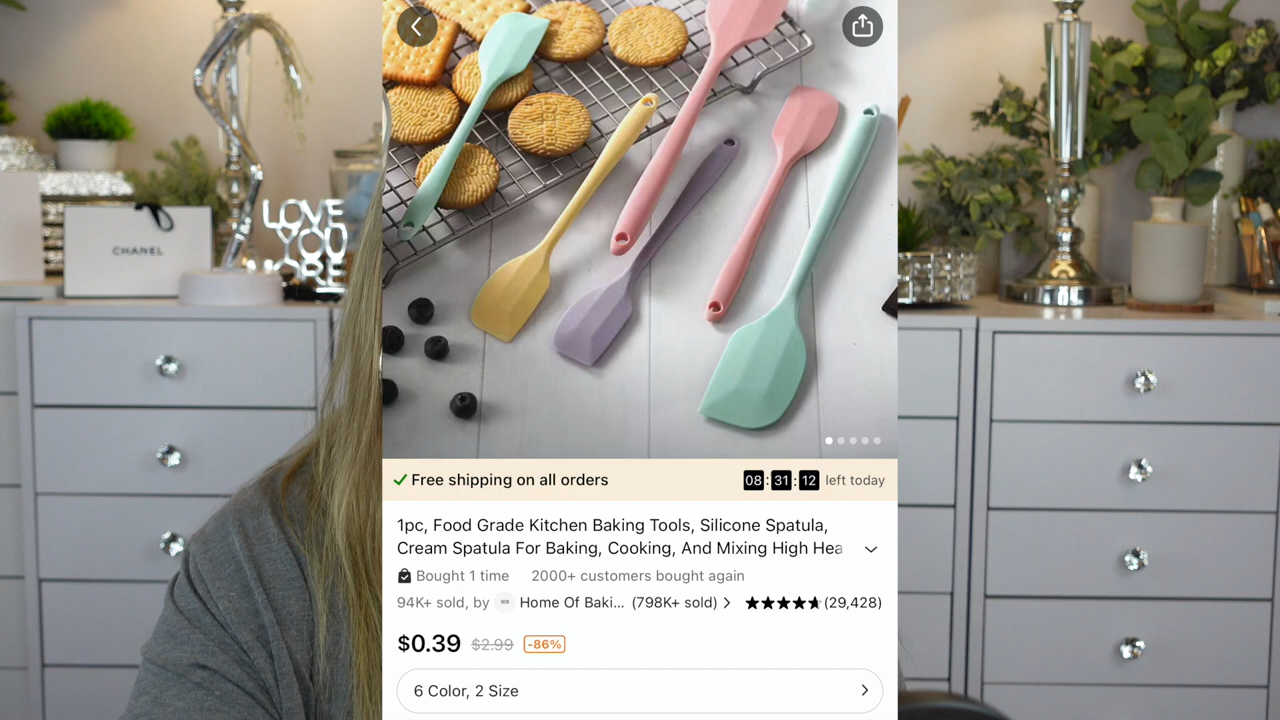 CHANEL
LOVE
YOU
MORE
Free shipping on all orders
08:31:12 left today
1pc, Food Grade Kitchen Baking Tools, Silicone Spatula,
Cream Spatula For Baking, Cooking, And Mixing High Hea
Bought 1 time 2000+ customers bought again
94K+ sold, by Home Of Baki... (798K+ sold) (29,428)
$0.39 $2.99 -86%
6 Color, 2 Size